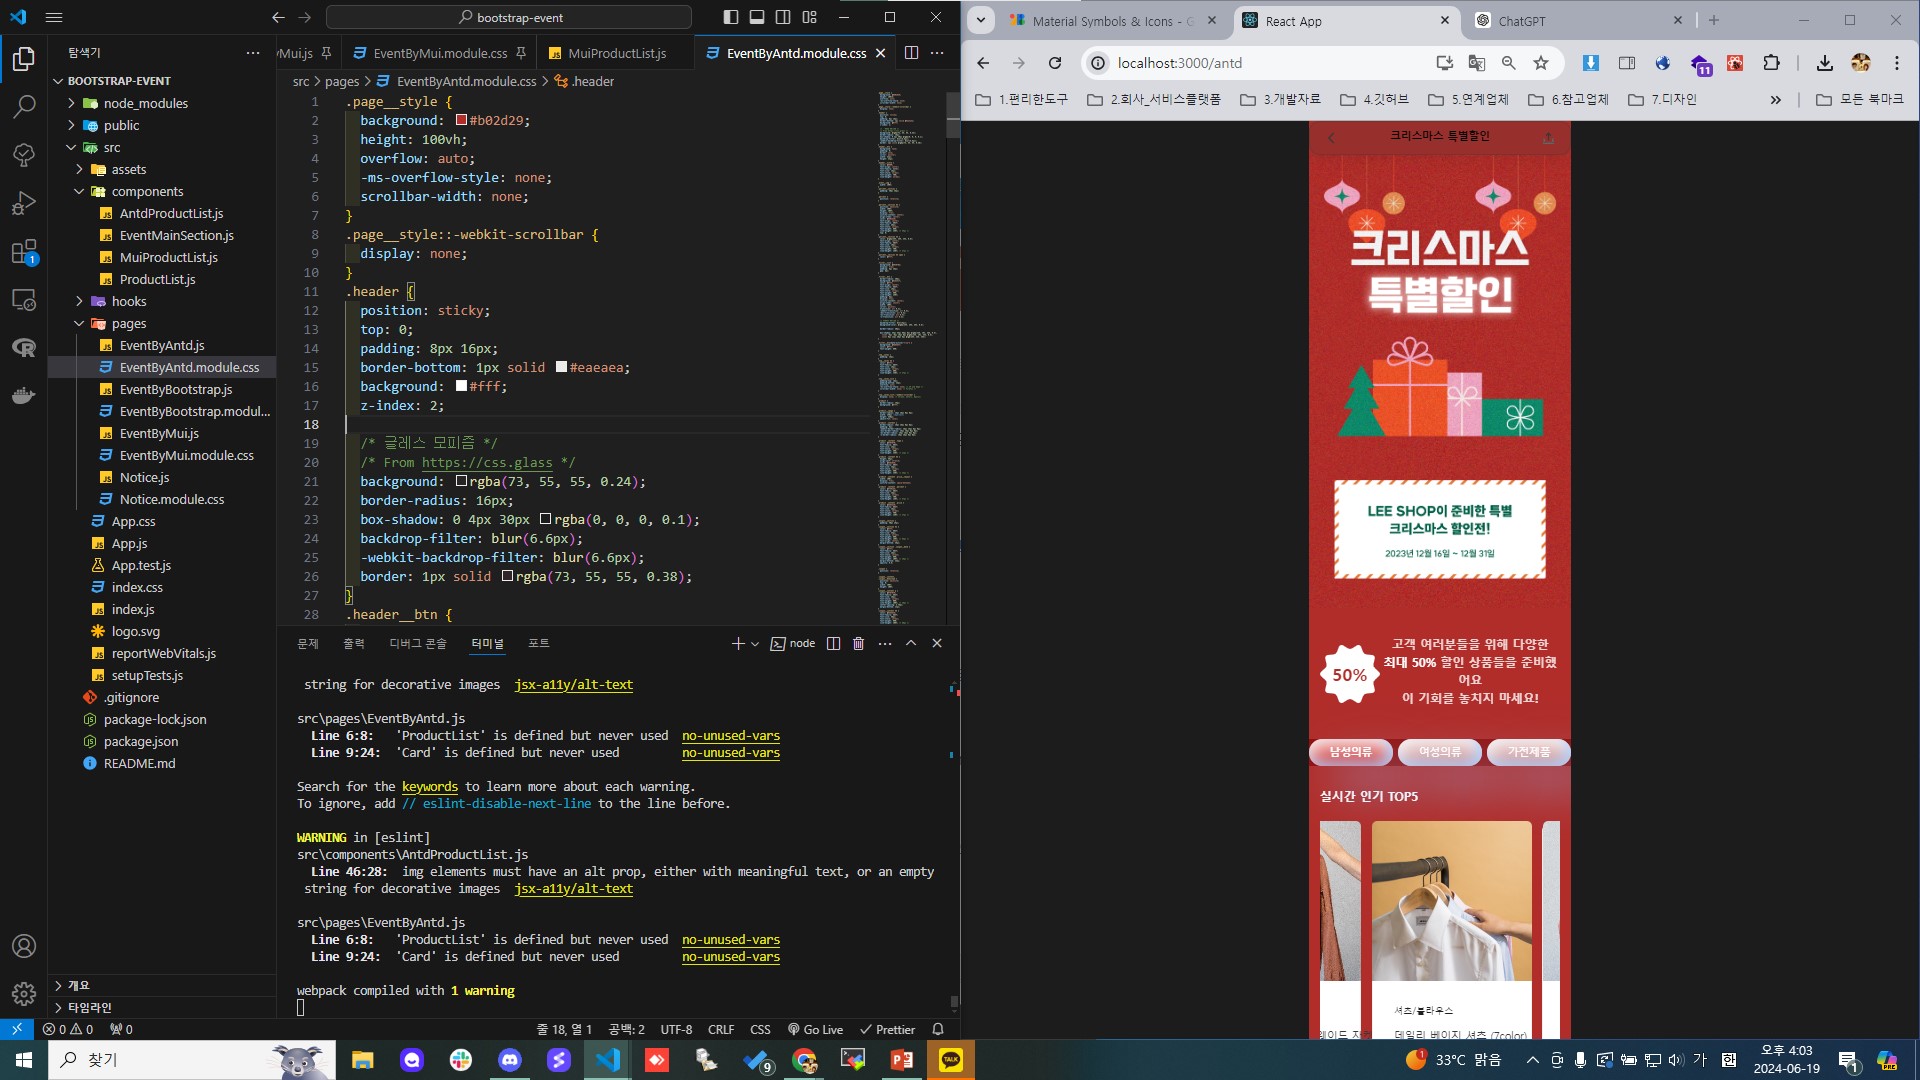 bootstrap-event
탐색기
BOOTSTRAP-EVENT
node_modules
public
src
assets
components
AntdProductList.js
EventMainSection.js
MuiProductList.js
ProductList.js
hooks
pages
EventByAntd.js
EventByAntd.module.css
EventByBootstrap.js
EventByBootstrap.modul...
EventByMui.js
EventByMui.module.css
Notice.js
Notice.module.css
App.css
App.js
App.test.js
index.css
index.js
logo.svg
reportWebVitals.js
setupTests.js
.gitignore
package-lock.json
package.json
README.md
개요
타임라인
yMui.js
EventByMui.module.css
MuiProductList.js
EventByAntd.module.css
src > pages > EventByAntd.module.css > .header
1 .page__style {
2 background: #b02d29;
3 height: 100vh;
4 overflow: auto;
5 -ms-overflow-style: none;
6 scrollbar-width: none;
7 }
8 .page__style::-webkit-scrollbar {
9 display: none;
10 }
11 .header {
12 position: sticky;
13 top: 0;
14 padding: 8px 16px;
15 border-bottom: 1px solid #eaeaea;
16 background: #fff;
17 z-index: 2;
18
19 /* 글레스 모피즘 */
20 /* From https://css.glass */
21 background: rgba(73, 55, 55, 0.24);
22 border-radius: 16px;
23 box-shadow: 0 4px 30px rgba(0, 0, 0, 0.1);
24 backdrop-filter: blur(6.6px);
25 -webkit-backdrop-filter: blur(6.6px);
26 border: 1px solid rgba(73, 55, 55, 0.38);
27 }
28 .header__btn {
문제 출력 디버그 콘솔 터미널 포트
node
string for decorative images jsx-a11y/alt-text
src\pages\EventByAntd.js
Line 6:8: 'ProductList' is defined but never used no-unused-vars
Line 9:24: 'Card' is defined but never used no-unused-vars
Search for the keywords to learn more about each warning.
To ignore, add // eslint-disable-next-line to the line before.
WARNING in [eslint]
src\components\AntdProductList.js
Line 46:28: img elements must have an alt prop, either with meaningful text, or an empty
string for decorative images jsx-a11y/alt-text
src\pages\EventByAntd.js
Line 6:8: 'ProductList' is defined but never used no-unused-vars
Line 9:24: 'Card' is defined but never used no-unused-vars
webpack compiled with 1 warning
0 0 0
줄 18, 열 1 공백: 2 UTF-8 CRLF CSS Go Live Prettier
Material Symbols & Icons - G
React App
ChatGPT
localhost:3000/antd
11
1.편리한도구
2.회사_서비스플랫폼
3.개발자료
4.깃허브
5.연계업체
6.참고업체
7.디자인
모든 북마크
크리스마스 특별할인
크리스마스
특별할인
LEE SHOP이 준비한 특별
크리스마스 할인전!
2023년 12월 16일 ~ 12월 31일
50%
고객 여러분들을 위해 다양한
최대 50% 할인 상품들을 준비했
어요
이 기회를 놓치지 마세요!
남성의류
여성의류
가전제품
실시간 인기 TOP5
셔츠/블라우스
데일리 베이직 셔츠 (7color)
찾기
TALK
9
33°C 맑음
가
한
오후 4:03
2024-06-19
1